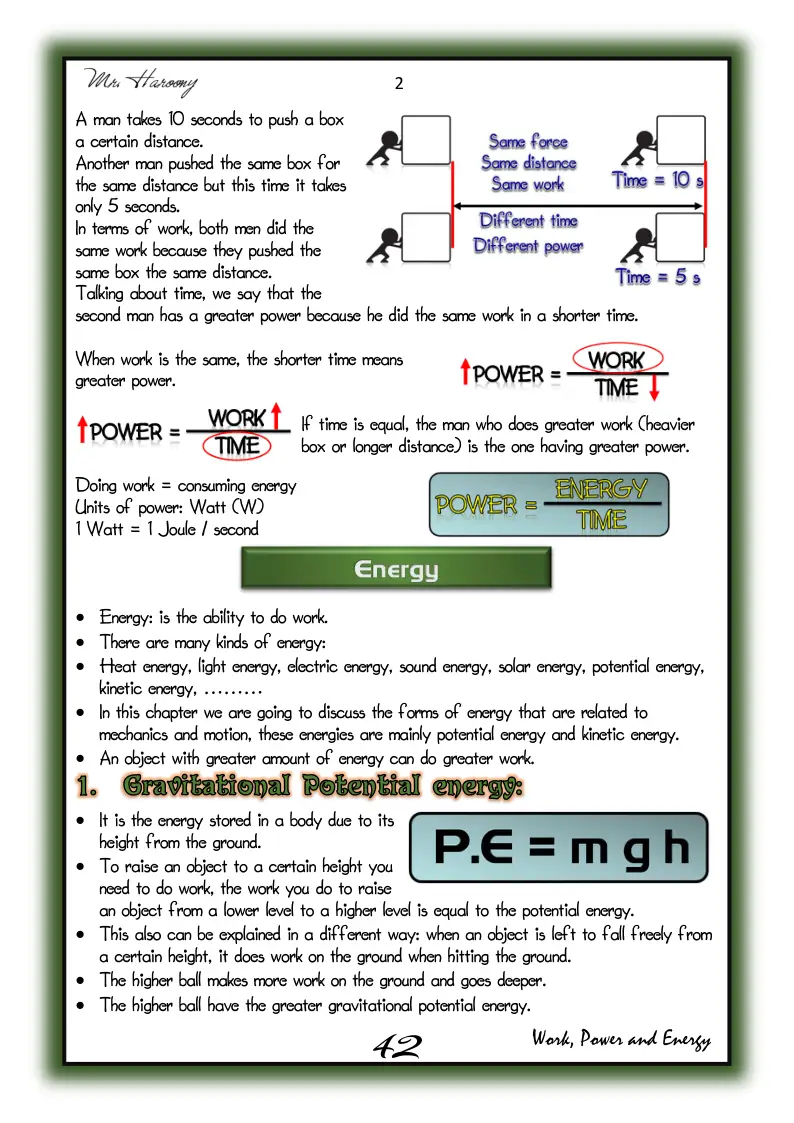 Mr. Haroony
2
A man takes 10 seconds to push a box
a certain distance.
Another man pushed the same box for
the same distance but this time it takes
only 5 seconds.
In terms of work, both men did the
same work because they pushed the
same box the same distance.
Talking about time, we say that the
second man has a greater power because he did the same work in a shorter time.
Same force
Same distance
Same work
Time = 10 s
Different time
Different power
Time = 5 s
When work is the same, the shorter time means
greater power.
POWER = WORK
TIME
POWER = WORK
TIME
If time is equal, the man who does greater work (heavier
box or longer distance) is the one having greater power.
Doing work = consuming energy
Units of power: Watt (W)
1 Watt = 1 Joule / second
POWER = ENERGY
TIME
Energy
• Energy: is the ability to do work.
• There are many kinds of energy:
• Heat energy, light energy, electric energy, sound energy, solar energy, potential energy,
kinetic energy, .........
• In this chapter we are going to discuss the forms of energy that are related to
mechanics and motion, these energies are mainly potential energy and kinetic energy.
• An object with greater amount of energy can do greater work.
1. Gravitational Potential energy:
• It is the energy stored in a body due to its
height from the ground.
P.E = m g h
• To raise an object to a certain height you
need to do work, the work you do to raise
an object from a lower level to a higher level is equal to the potential energy.
• This also can be explained in a different way: when an object is left to fall freely from
a certain height, it does work on the ground when hitting the ground.
• The higher ball makes more work on the ground and goes deeper.
• The higher ball have the greater gravitational potential energy.
42
Work, Power and Energy